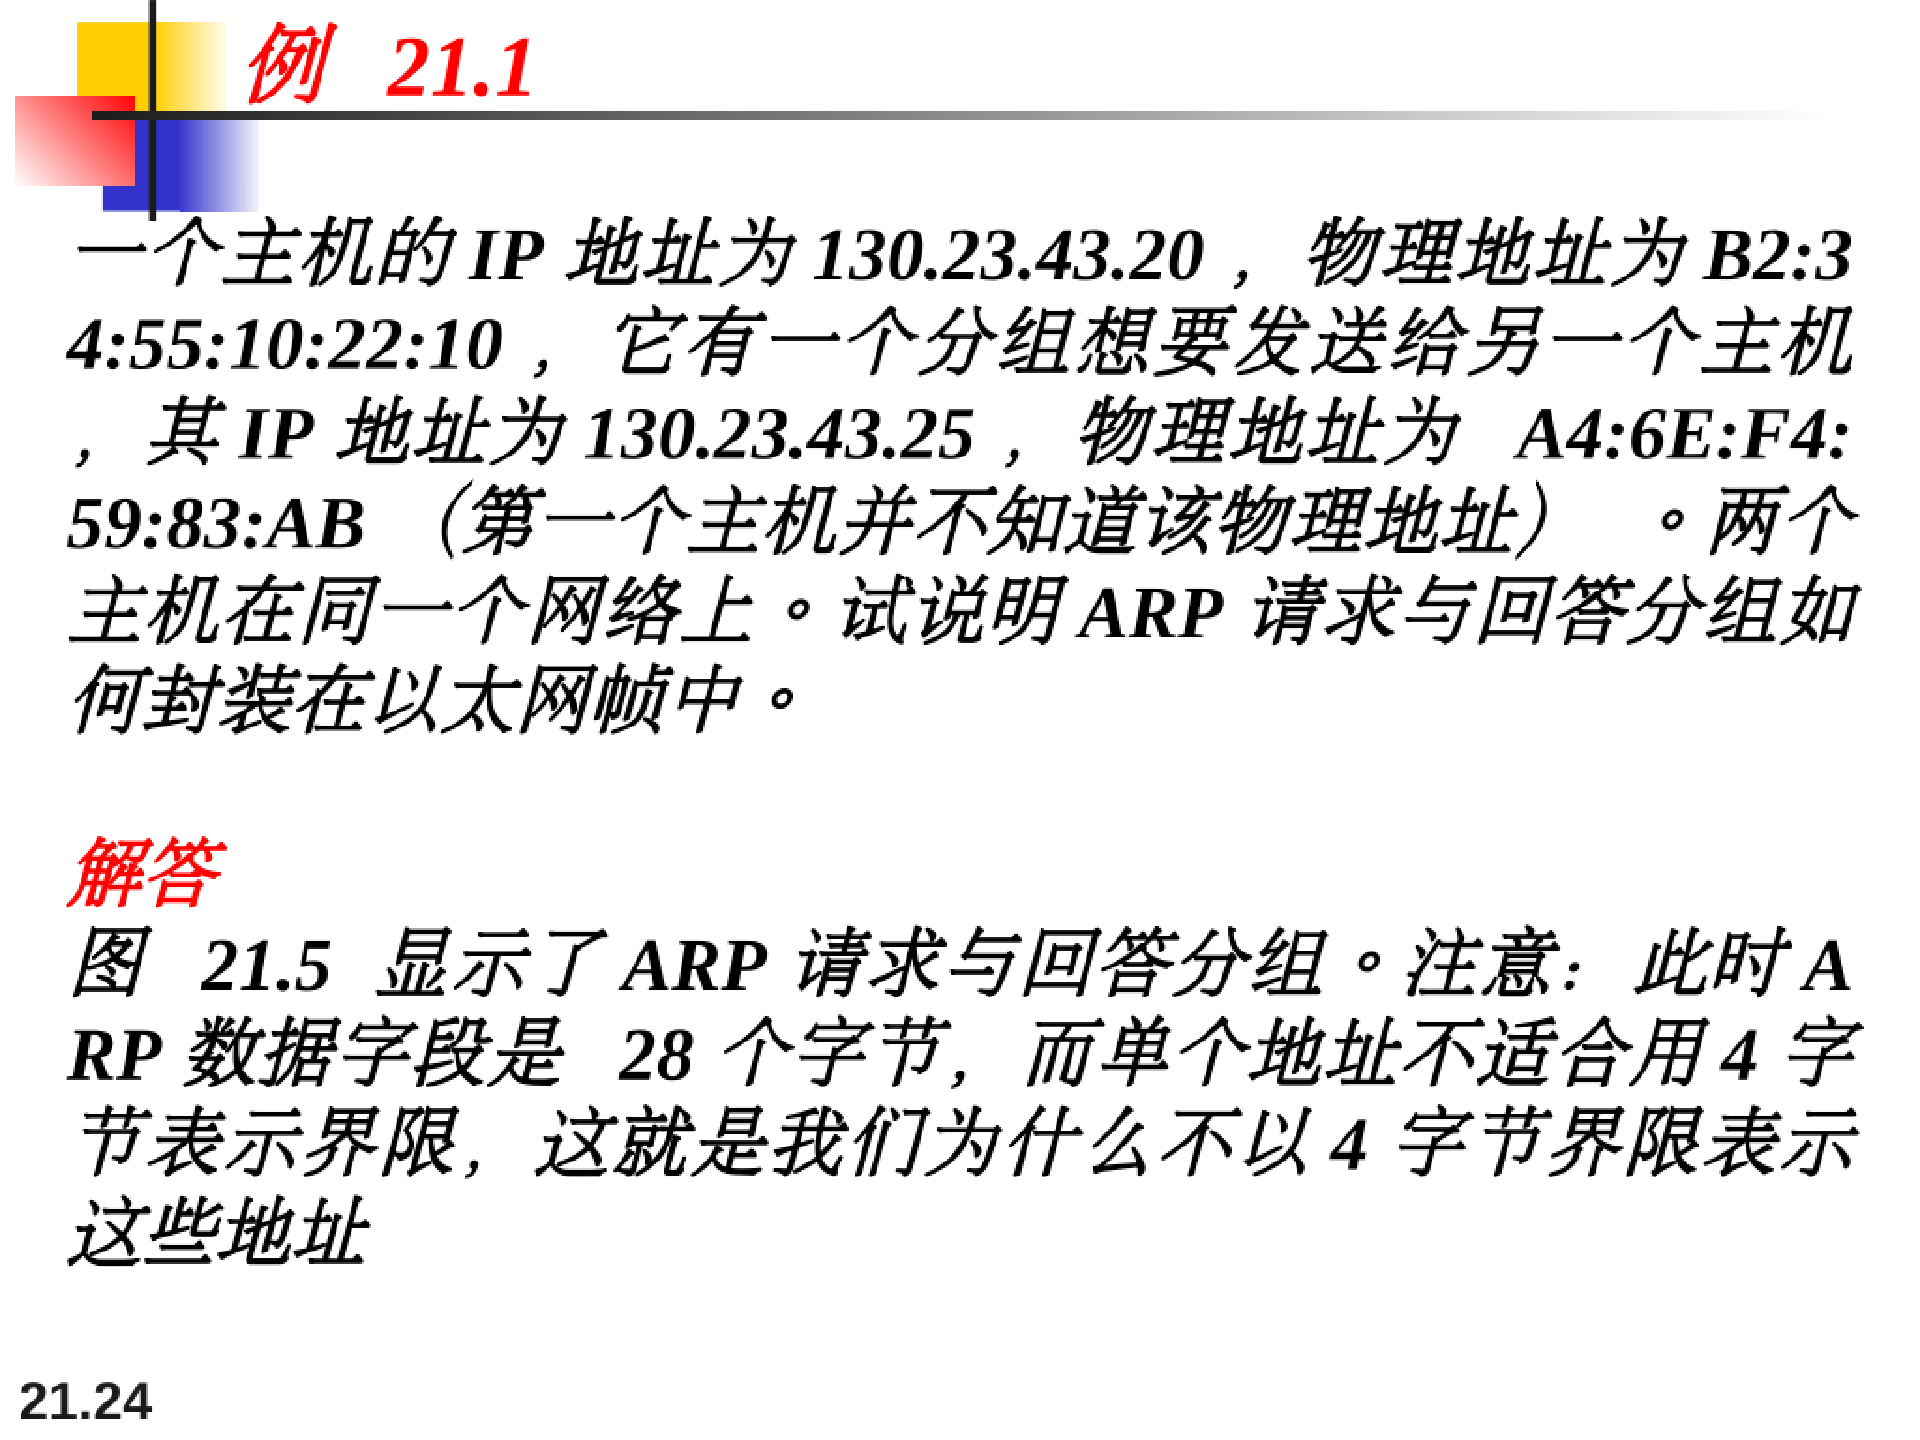 例 21.1
一个主机的 IP 地址为 130.23.43.20，物理地址为 B2:3
4:55:10:22:10，它有一个分组想要发送给另一个主机
，其 IP 地址为 130.23.43.25，物理地址为 A4:6E:F4:
59:83:AB （第一个主机并不知道该物理地址） 。两个
主机在同一个网络上。试说明 ARP 请求与回答分组如
何封装在以太网帧中。
解答
图 21.5 显示了 ARP 请求与回答分组。注意：此时 A
RP 数据字段是 28 个字节，而单个地址不适合用 4 字
节表示界限，这就是我们为什么不以 4 字节界限表示
这些地址
21.24